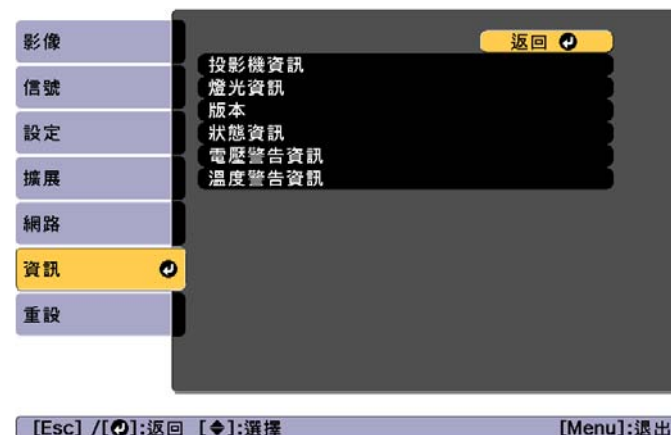 影像
信號
設定
擴展
網路
資訊
重設
返回
投影機資訊
燈光資訊
版本
狀態資訊
電壓警告資訊
溫度警告資訊
[Esc] /[]:返回 [◆]:選擇 [Menu]:退出